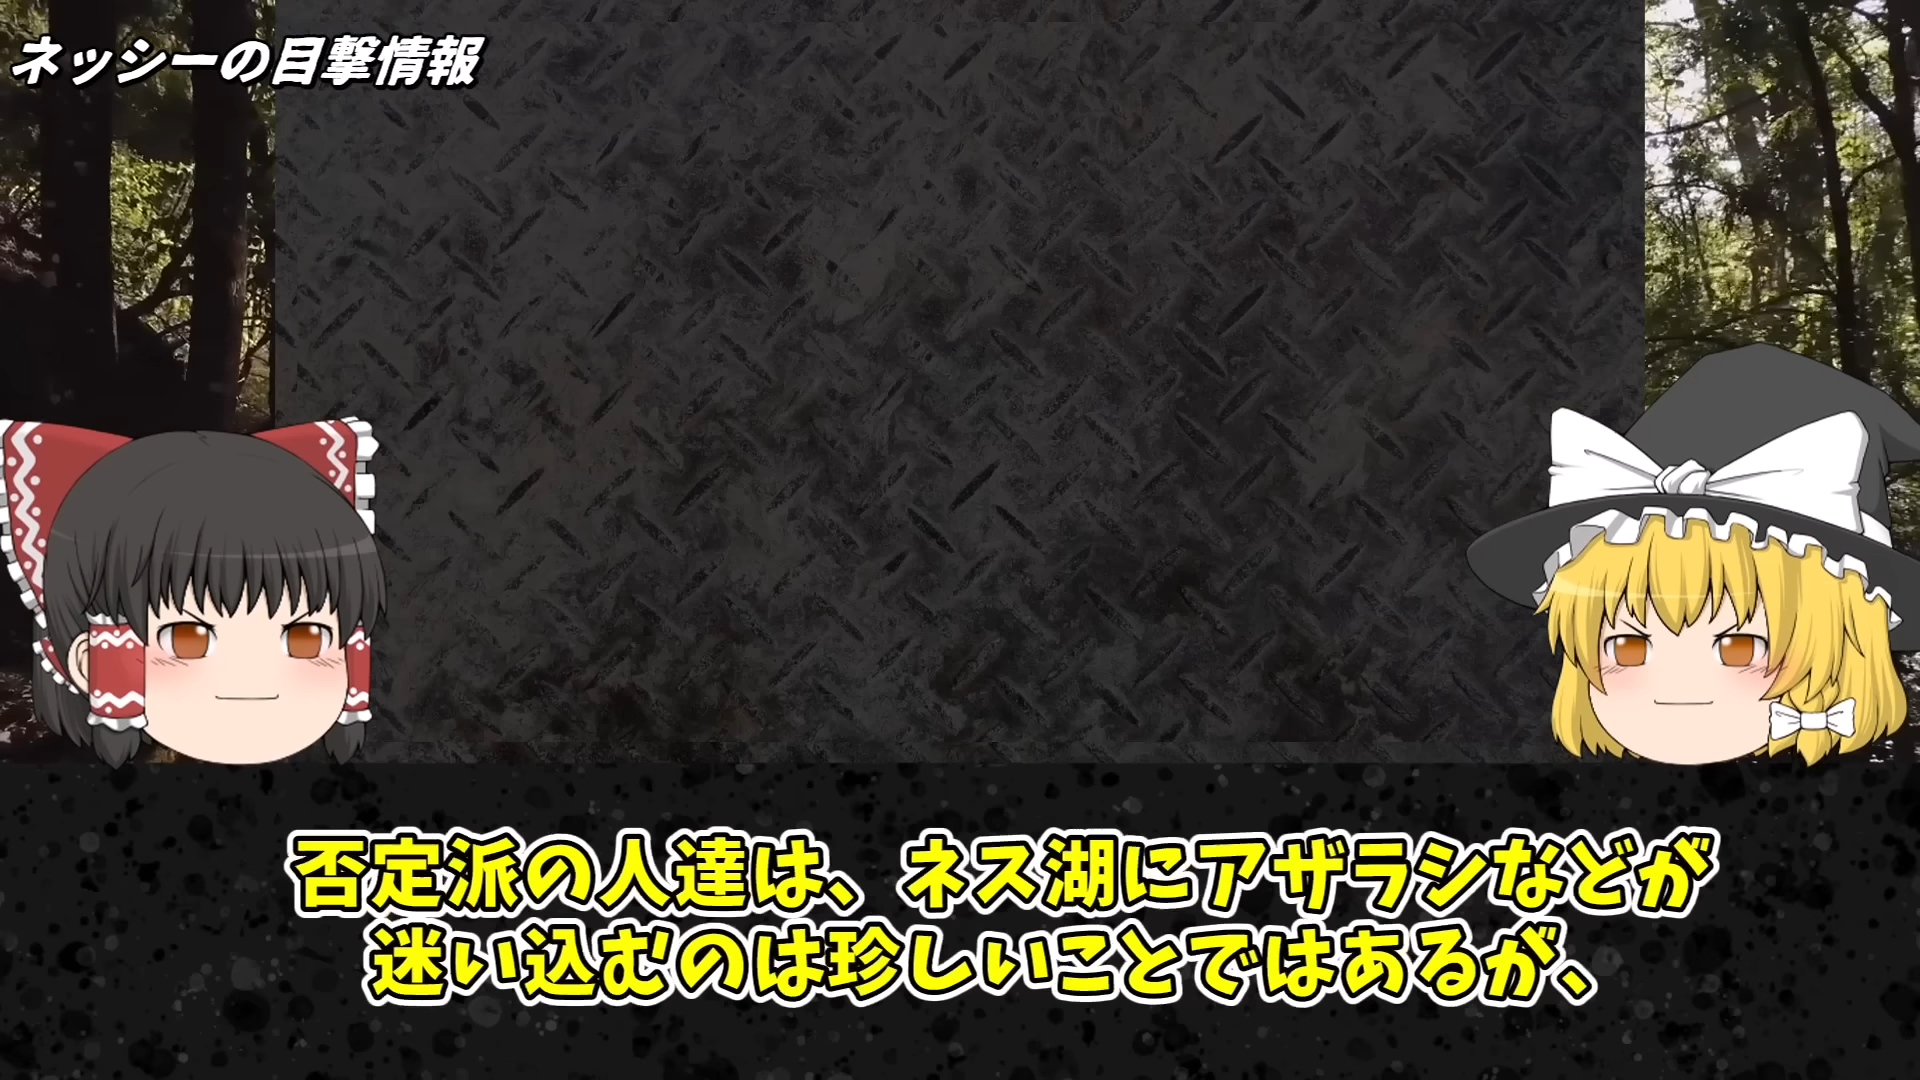 ネッシーの目撃情報
否定派の人達は、ネス湖にアザラシなどが
迷い込むのは珍しいことではあるが、